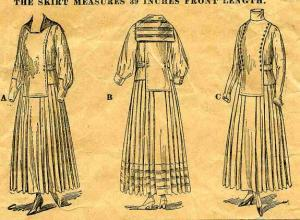 THE SKIRT MEASURES 39 INCHES FRONT LENGTH.
A B C